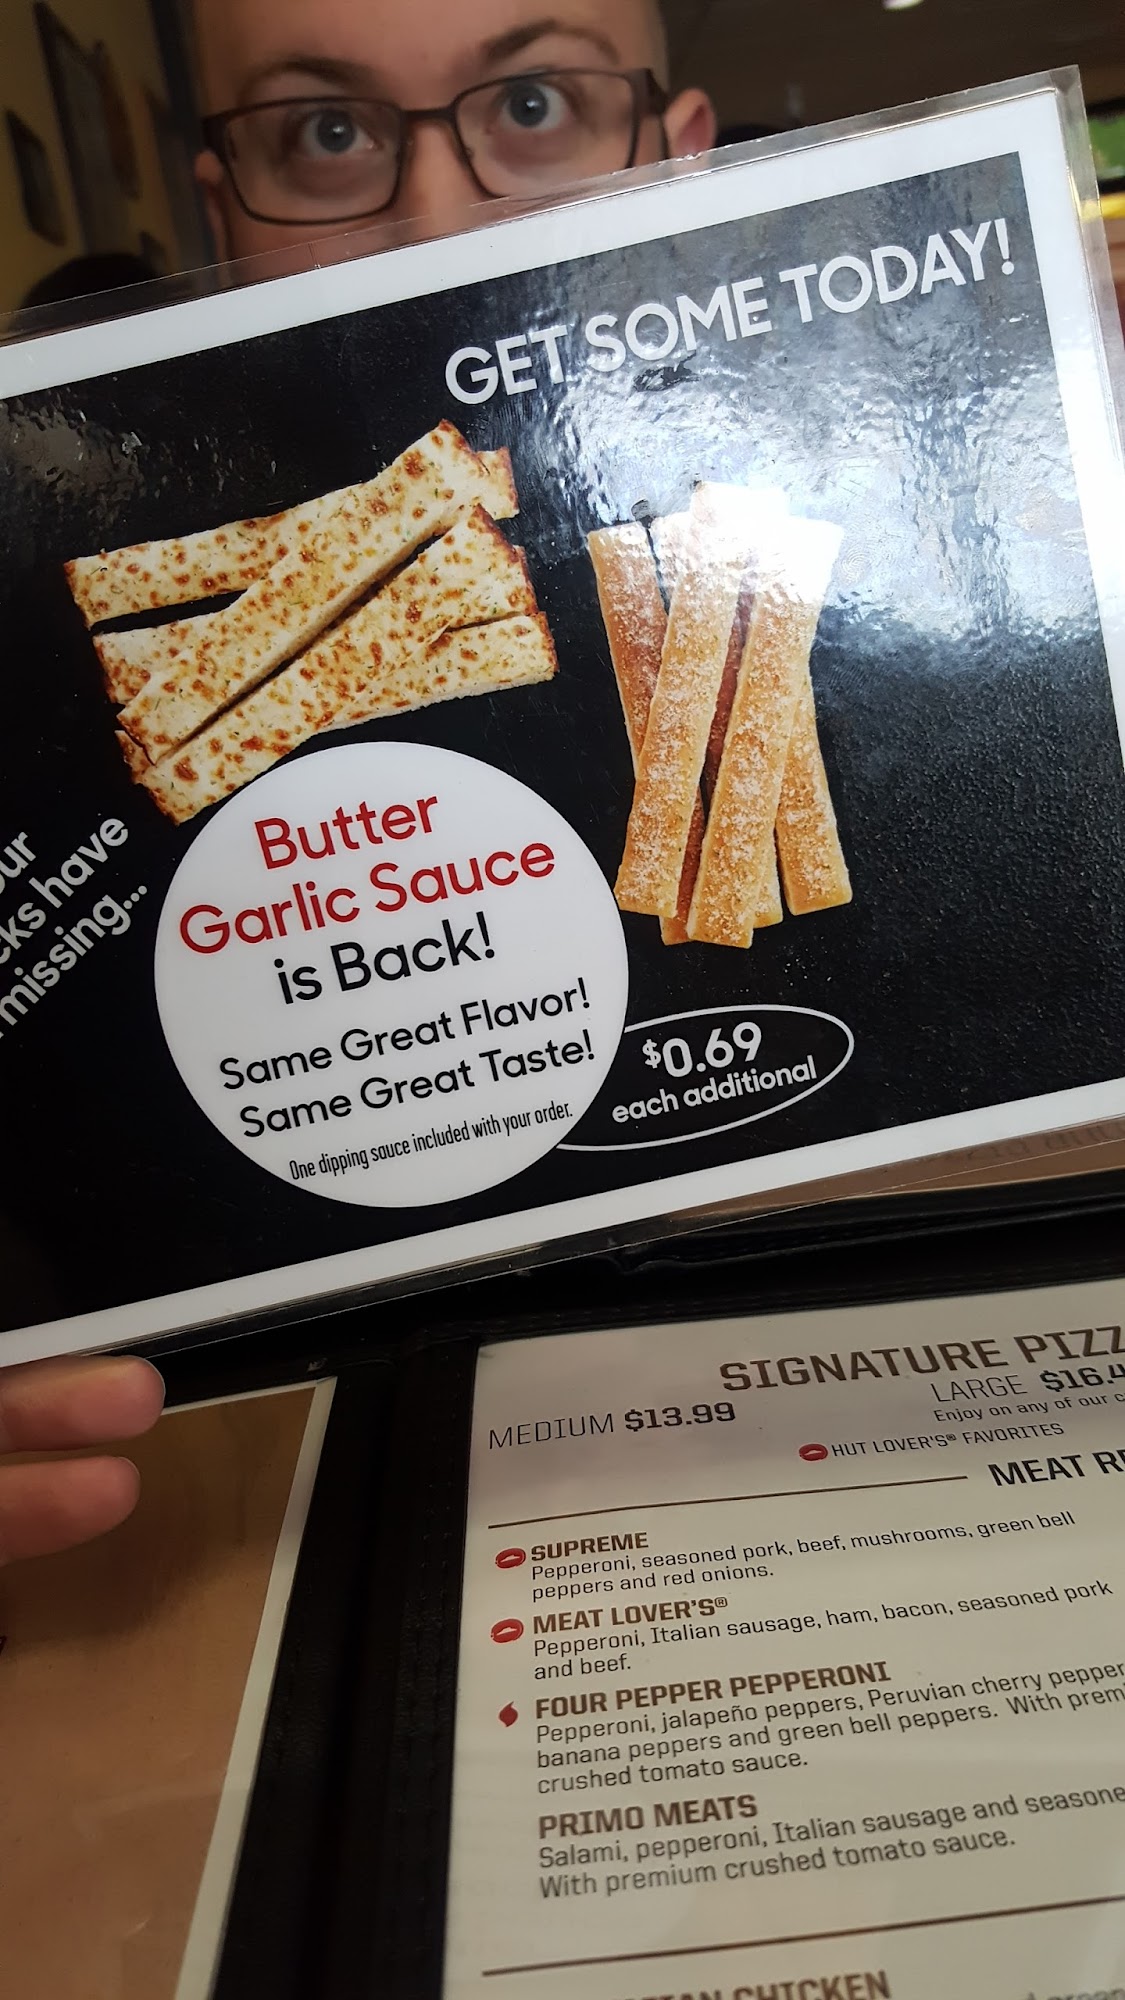 GET SOME TODAY!
ks have
missing...
Butter
Garlic Sauce
is Back!
Same Great Flavor!
Same Great Taste!
One dipping sauce included with your order.
$0.69
each additional
SIGNATURE PIZZ
MEDIUM $13.99
LARGE $16.4
Enjoy on any of our c
HUT LOVER'S® FAVORITES
MEAT R
SUPREME
Pepperoni, seasoned pork, beef, mushrooms, green bell
peppers and red onions.
MEAT LOVER'S®
Pepperoni, Italian sausage, ham, bacon, seasoned pork
and beef.
FOUR PEPPER PEPPERONI
Pepperoni, jalapeño peppers, Peruvian cherry pepper
banana peppers and green bell peppers. With prem
crushed tomato sauce.
PRIMO MEATS
Salami, pepperoni, Italian sausage and seasone
With premium crushed tomato sauce.
CHICKEN